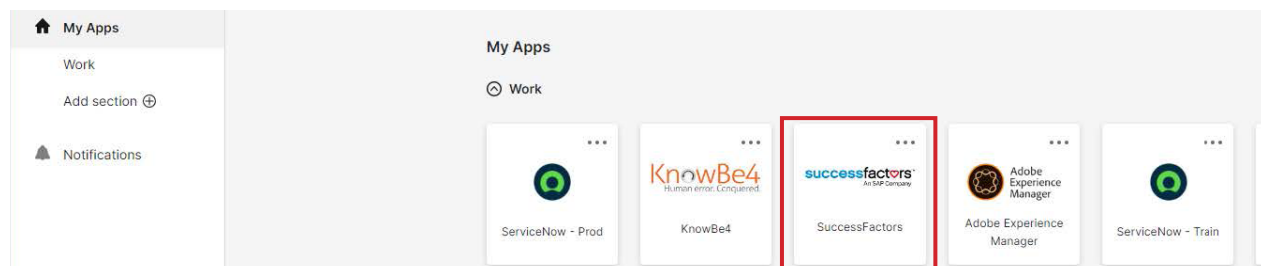 My Apps
Work
Add section
Notifications
My Apps
Work
ServiceNow - Prod
KnowBe4
Human error. Conquered.
KnowBe4
successfactors
An SAP Company
SuccessFactors
Adobe
Experience
Manager
Adobe Experience
Manager
ServiceNow - Train